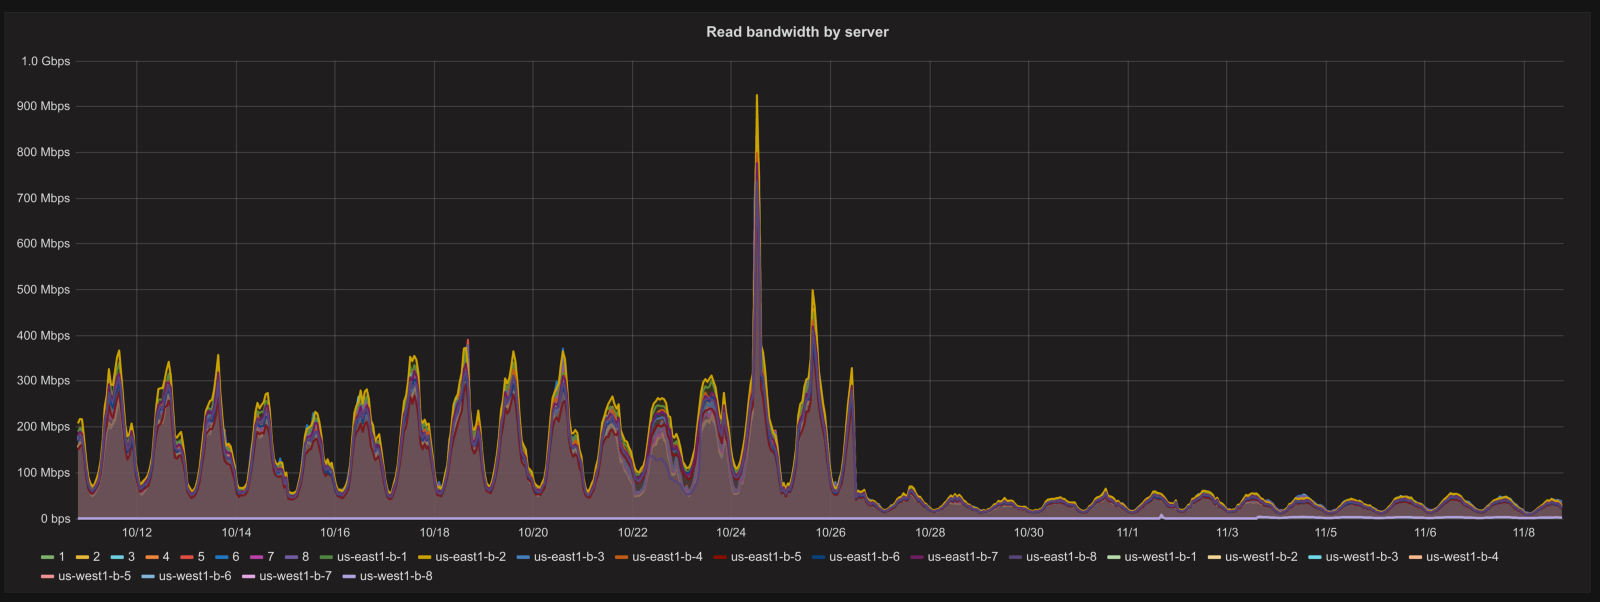 Read bandwidth by server
1.0 Gbps
900 Mbps
800 Mbps
700 Mbps
600 Mbps
500 Mbps
400 Mbps
300 Mbps
200 Mbps
100 Mbps
0 bps
10/12 10/14 10/16 10/18 10/20 10/22 10/24 10/26 10/28 10/30 11/1 11/3 11/5 11/6 11/8
1 2 3 4 5 6 7 8 us-east1-b-1 us-east1-b-2 us-east1-b-3 us-east1-b-4 us-east1-b-5 us-east1-b-6 us-east1-b-7 us-east1-b-8 us-west1-b-1 us-west1-b-2 us-west1-b-3 us-west1-b-4
us-west1-b-5 us-west1-b-6 us-west1-b-7 us-west1-b-8